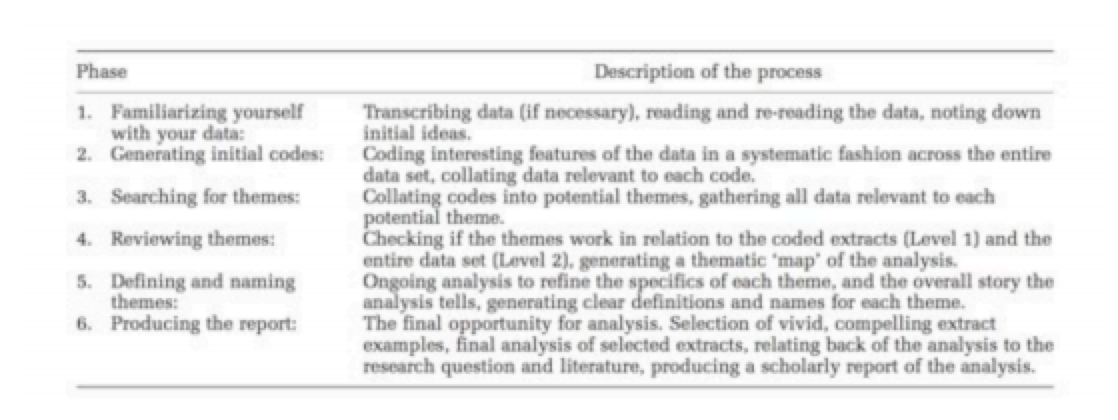 Phase Description of the process
1. Familiarizing yourself Transcribing data (if necessary), reading and re-reading the data, noting down
with your data: initial ideas.
2. Generating initial codes: Coding interesting features of the data in a systematic fashion across the entire
data set, collating data relevant to each code.
3. Searching for themes: Collating codes into potential themes, gathering all data relevant to each
potential theme.
4. Reviewing themes: Checking if the themes work in relation to the coded extracts (Level 1) and the
entire data set (Level 2), generating a thematic 'map' of the analysis.
5. Defining and naming Ongoing analysis to refine the specifics of each theme, and the overall story the
themes: analysis tells, generating clear definitions and names for each theme.
6. Producing the report: The final opportunity for analysis. Selection of vivid, compelling extract
examples, final analysis of selected extracts, relating back of the analysis to the
research question and literature, producing a scholarly report of the analysis.